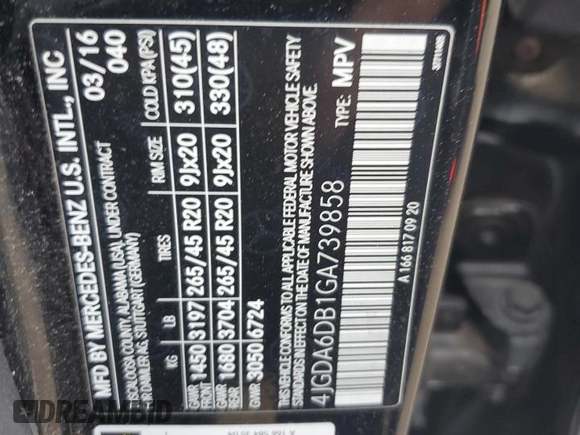 MFD BY MERCEDES-BENZ U.S. INTL., INC
TUSCALOOSA COUNTY, ALABAMA (USA), UNDER CONTRACT
FOR DAIMLER AG, STUTTGART (GERMANY)
03/16
040
KG LB TIRES RIM SIZE COLD KPA (PSI)
GAWR FRONT 1450 3197 265/45 R20 9Jx20 310(45)
GAWR REAR 1680 3704 265/45 R20 9Jx20 330(48)
GVWR 3050 6724
THIS VEHICLE CONFORMS TO ALL APPLICABLE FEDERAL MOTOR VEHICLE SAFETY
STANDARDS IN EFFECT ON THE DATE OF MANUFACTURE SHOWN ABOVE.
4JGDA6DB1GA739858 TYPE: MPV
A 166 817 09 20
DREAMBID